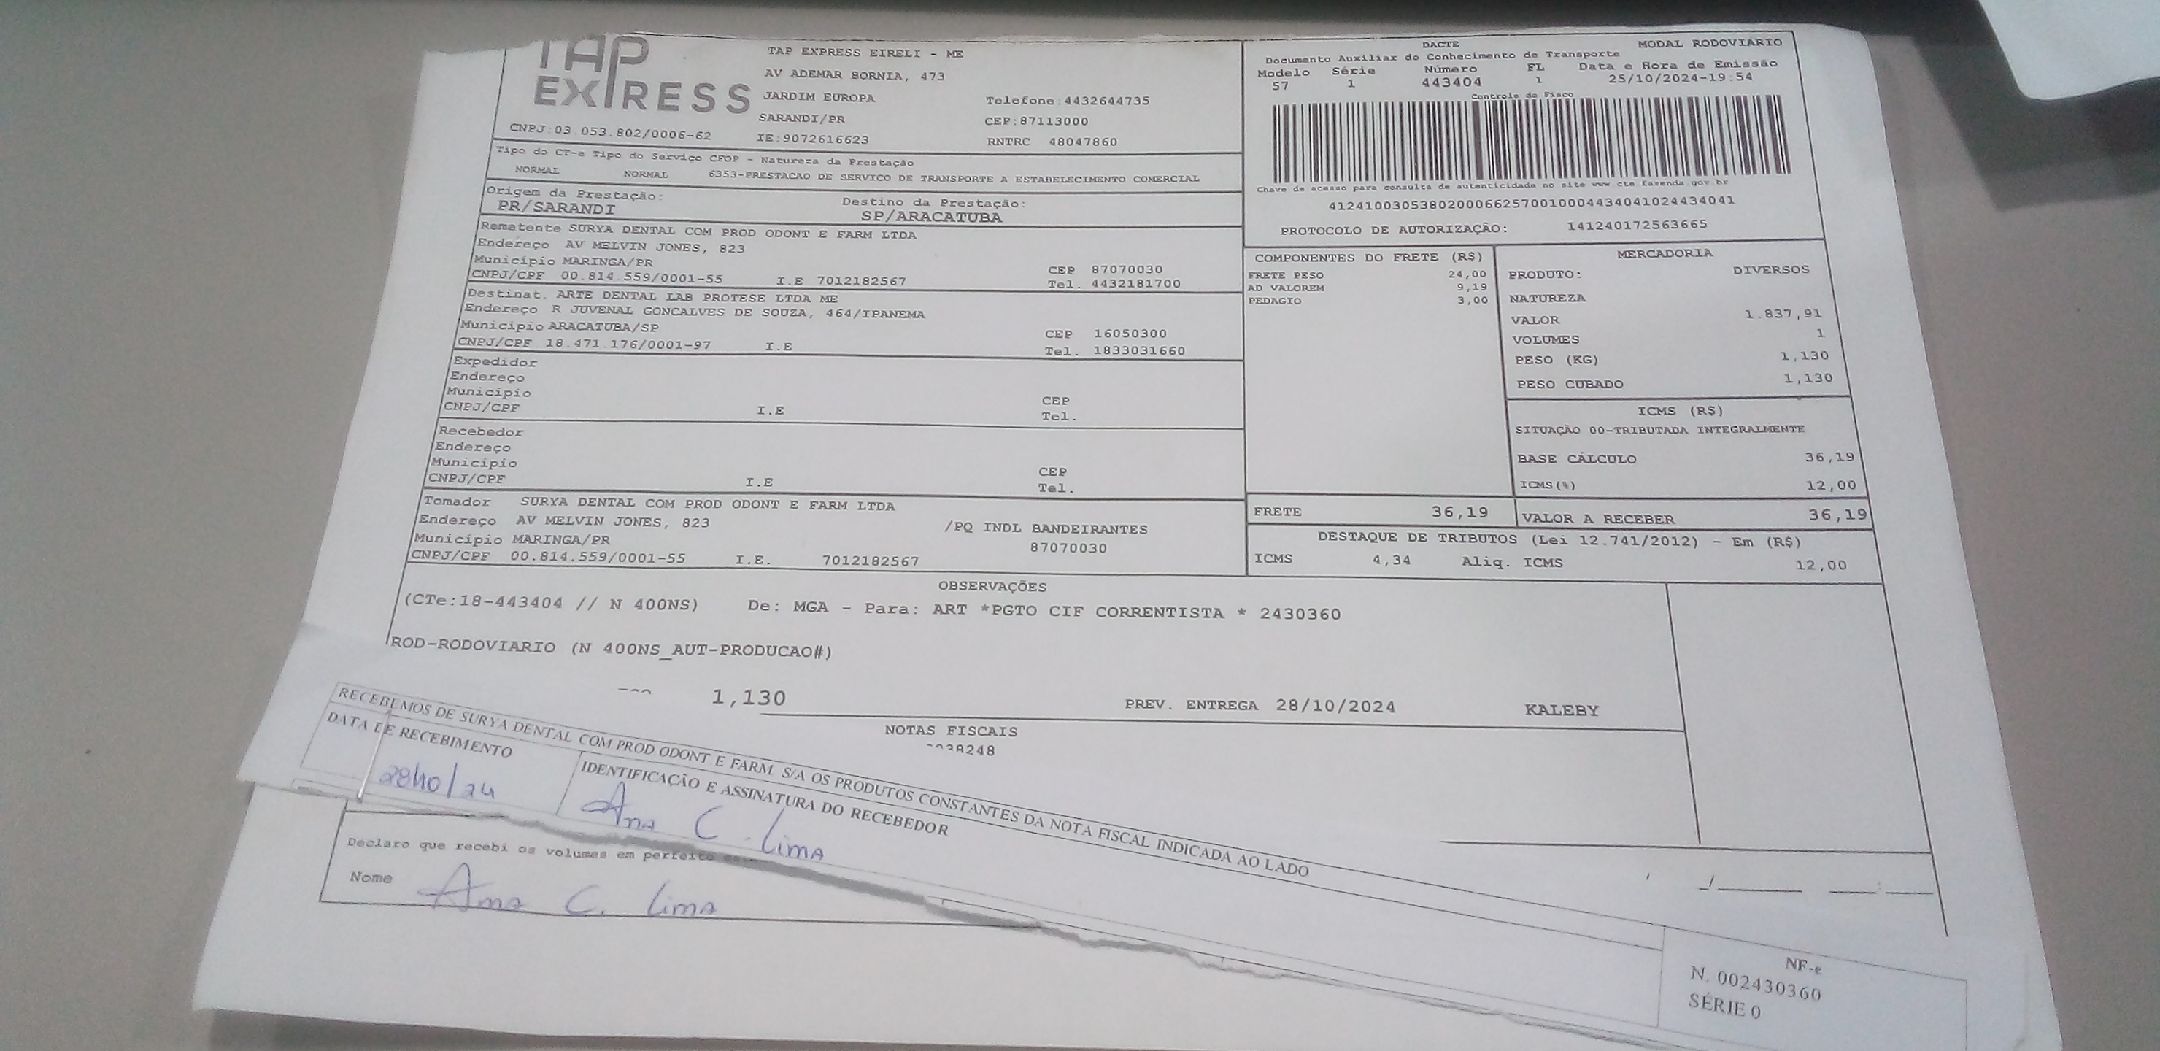 TAP EXPRESS
TAP EXPRESS EIRELI - ME
AV ADEMAR BORNIA, 473
JARDIM EUROPA Telefone:4432644735
SARANDI/PR CEP:87113000
CNPJ:03.053.802/0006-62 IE:9072616623 RNTRC 48047860
DACTE MODAL RODOVIARIO
Documento Auxiliar do Conhecimento de Transporte
Modelo Série Número FL Data e Hora de Emissão
57 1 443404 1 25/10/2024-19:54
Controle do Fisco
Chave de acesso para consulta de autenticidade no site www.cte.fazenda.gov.br
41241003053802000662570010004434041024434041
PROTOCOLO DE AUTORIZAÇÃO: 141240172563665
Tipo do CT-e Tipo do Serviço CFOP - Natureza da Prestação
NORMAL NORMAL 6353-PRESTACAO DE SERVICO DE TRANSPORTE A ESTABELECIMENTO COMERCIAL
Origem da Prestação: Destino da Prestação:
PR/SARANDI SP/ARACATUBA
Remetente SURYA DENTAL COM PROD ODONT E FARM LTDA
Endereço AV MELVIN JONES, 823
Município MARINGA/PR CEP 87070030
CNPJ/CPF 00.814.559/0001-55 I.E 7012182567 Tel. 4432181700
Destinat. ARTE DENTAL LAB PROTESE LTDA ME
Endereço R JUVENAL GONCALVES DE SOUZA, 464/IPANEMA
Município ARACATUBA/SP CEP 16050300
CNPJ/CPF 18.471.176/0001-97 I.E Tel. 1833031660
Expedidor
Endereço
Município CEP
CNPJ/CPF I.E Tel.
Recebedor
Endereço
Município CEP
CNPJ/CPF I.E Tel.
Tomador SURYA DENTAL COM PROD ODONT E FARM LTDA
Endereço AV MELVIN JONES, 823 /PQ INDL BANDEIRANTES
Município MARINGA/PR 87070030
CNPJ/CPF 00.814.559/0001-55 I.E. 7012182567
COMPONENTES DO FRETE (R$)
FRETE PESO 24,00
AD VALOREM 9,19
PEDAGIO 3,00
MERCADORIA
PRODUTO: DIVERSOS
NATUREZA
VALOR 1.837,91
VOLUMES 1
PESO (KG) 1,130
PESO CUBADO 1,130
ICMS (R$)
SITUAÇÃO 00-TRIBUTADA INTEGRALMENTE
BASE CÁLCULO 36,19
ICMS(%) 12,00
FRETE 36,19 VALOR A RECEBER 36,19
DESTAQUE DE TRIBUTOS (Lei 12.741/2012) - Em (R$)
ICMS 4,34 Aliq. ICMS 12,00
OBSERVAÇÕES
(CTe:18-443404 // N 400NS) De: MGA - Para: ART *PGTO CIF CORRENTISTA * 2430360
ROD-RODOVIARIO (N 400NS_AUT-PRODUCAO#)
1,130 PREV. ENTREGA 28/10/2024 KALEBY
NOTAS FISCAIS
RECEBEMOS DE SURYA DENTAL COM PROD ODONT E FARM. S/A OS PRODUTOS CONSTANTES DA NOTA FISCAL INDICADA AO LADO
DATA DE RECEBIMENTO IDENTIFICAÇÃO E ASSINATURA DO RECEBEDOR
28/10/24 Ana C. Lima
Declaro que recebi os volumes em perfeito
Nome Ana C. Lima
NF-e
N. 002430360
SÉRIE 0